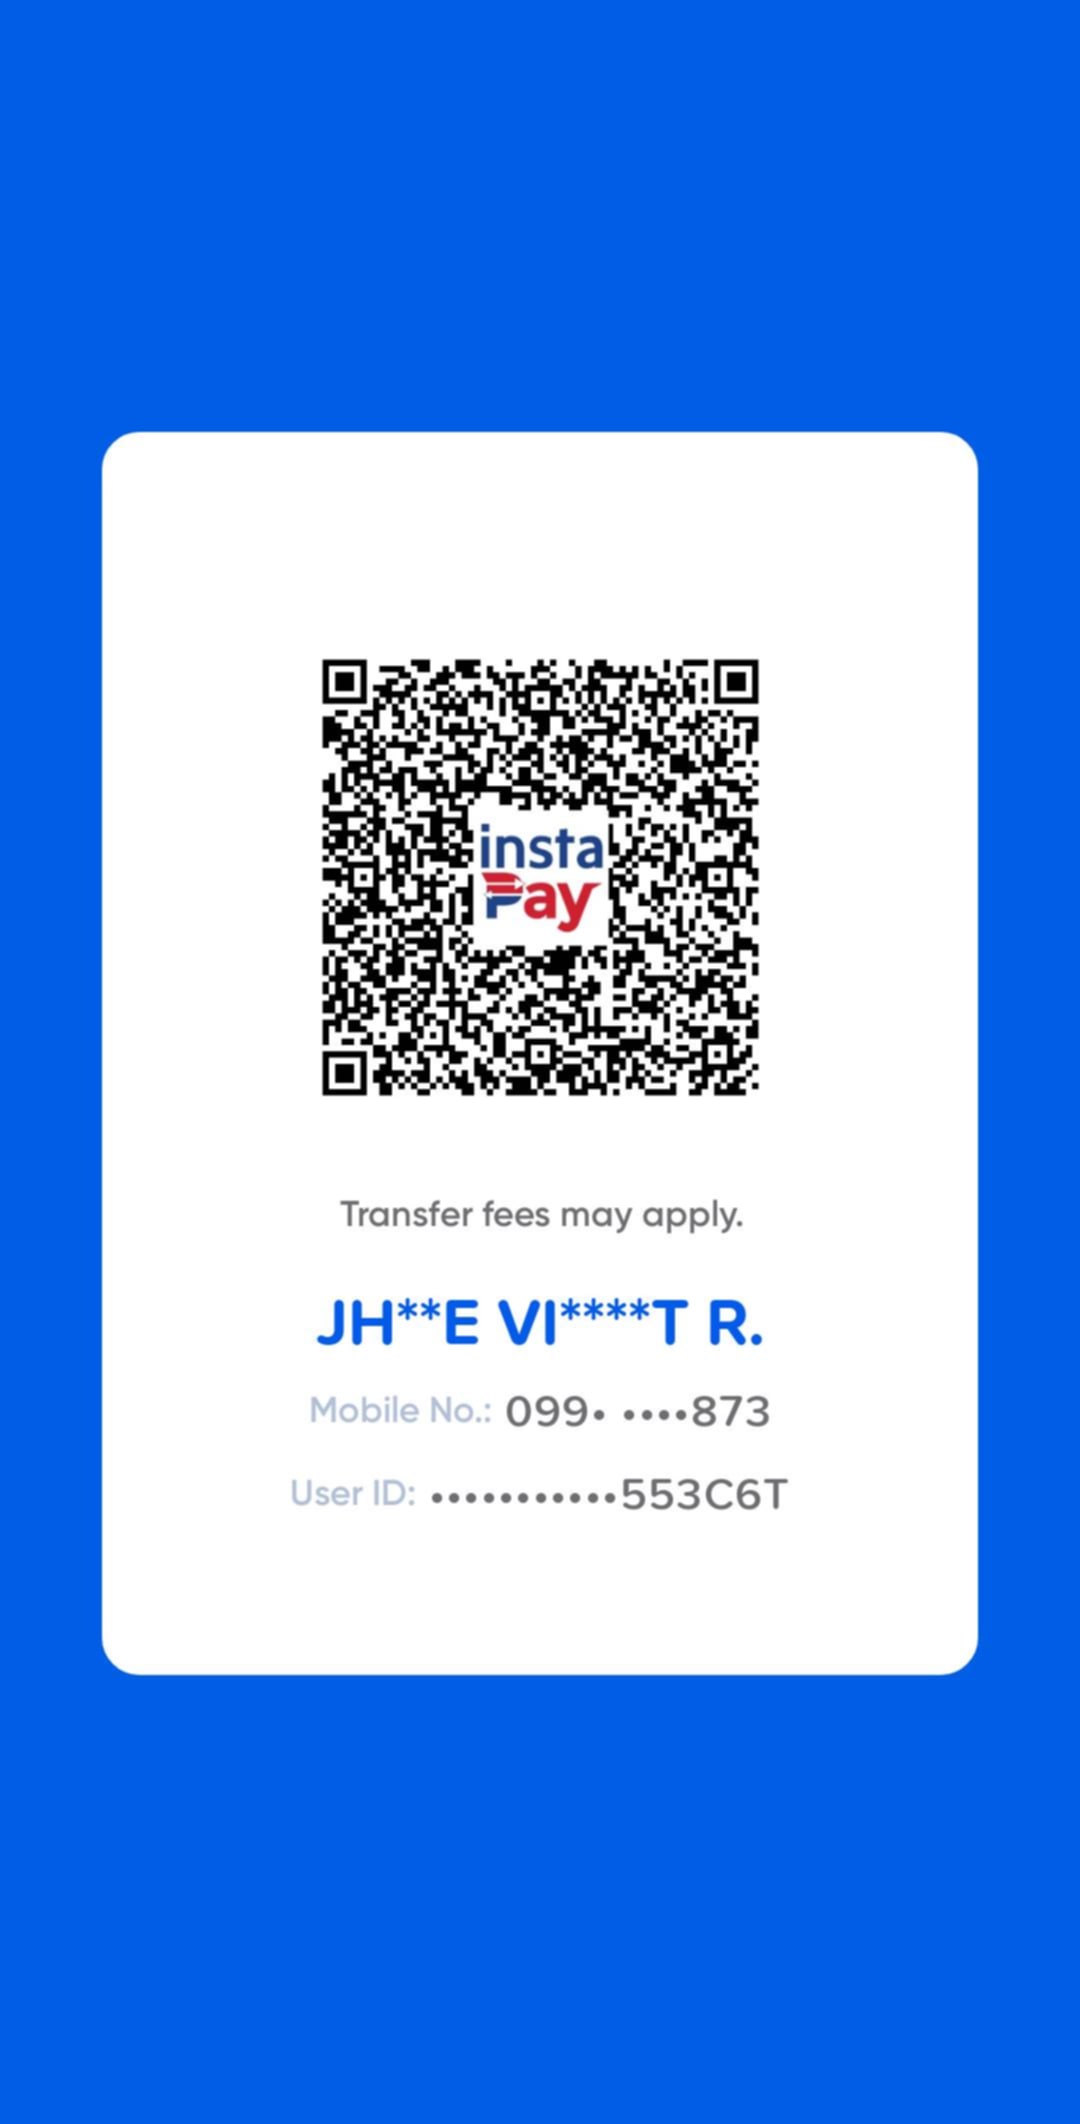 insta
Pay
Transfer fees may apply.
JH**E VI****T R.
Mobile No.: 099• ••••873
User ID: •••••••••••553C6T